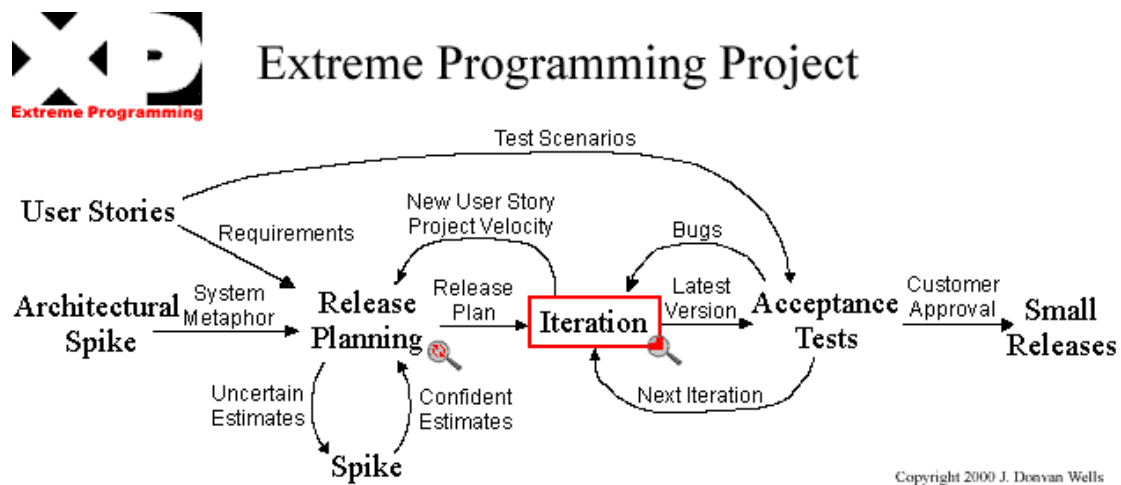 XP
Extreme Programming
Extreme Programming Project
Test Scenarios
User Stories
Requirements
New User Story
Project Velocity
Bugs
Architectural
Spike
System
Metaphor
Release
Planning
Release
Plan
Iteration
Latest
Version
Acceptance
Tests
Customer
Approval
Small
Releases
Uncertain
Estimates
Confident
Estimates
Next Iteration
Spike
Copyright 2000 J. Donvan Wells